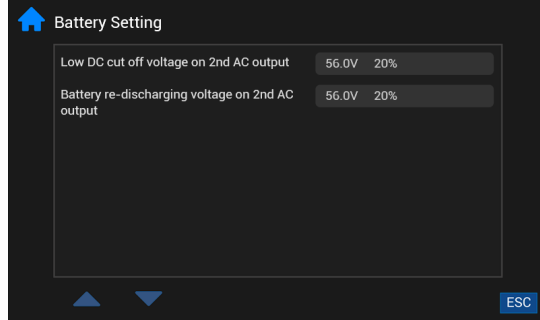 Battery Setting
Low DC cut off voltage on 2nd AC output 56.0V 20%
Battery re-discharging voltage on 2nd AC 56.0V 20%
output
ESC